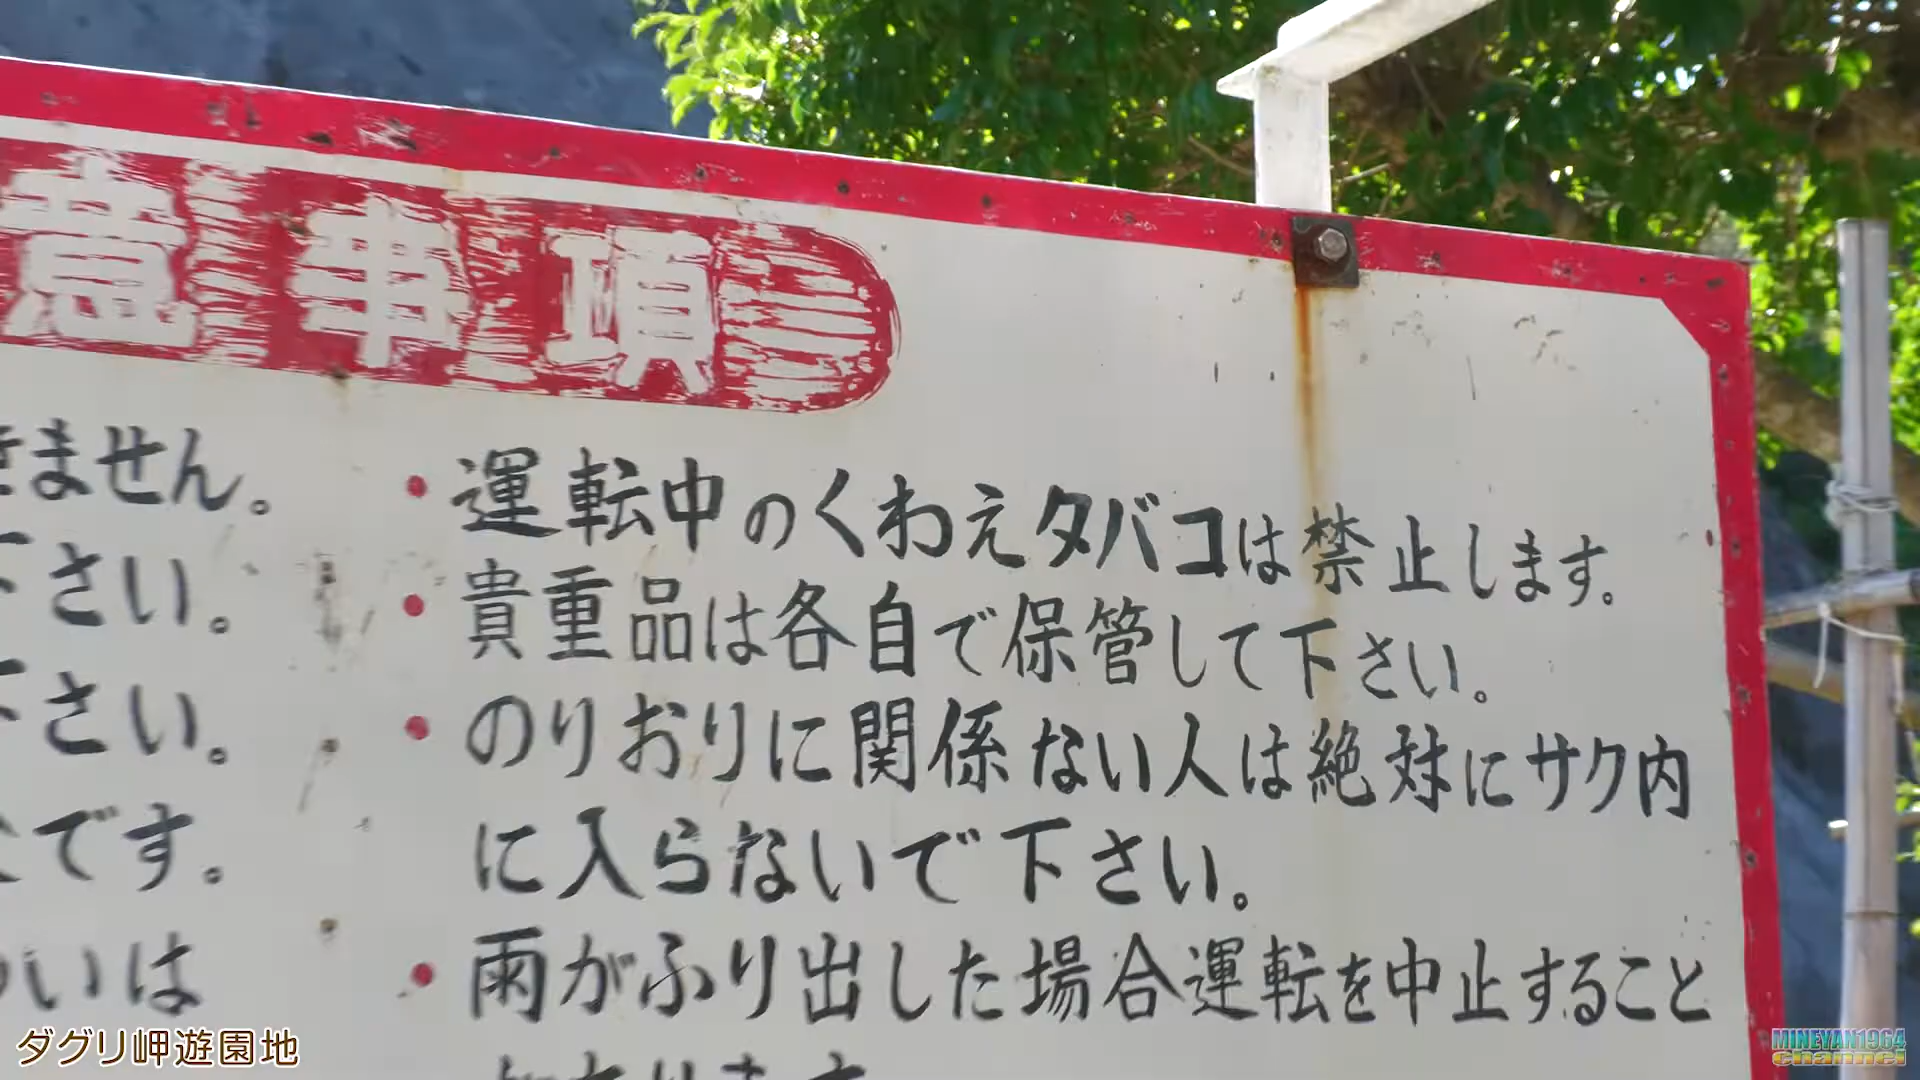 意事項
ません。
さい。
さい。
です。
いは
・運転中のくわえタバコは禁止します。
・貴重品は各自で保管して下さい。
・のりおりに関係ない人は絶対にサク内
に入らないで下さい。
・雨がふり出した場合運転を中止すること
ダグリ岬遊園地
MINEYAN1964
channel